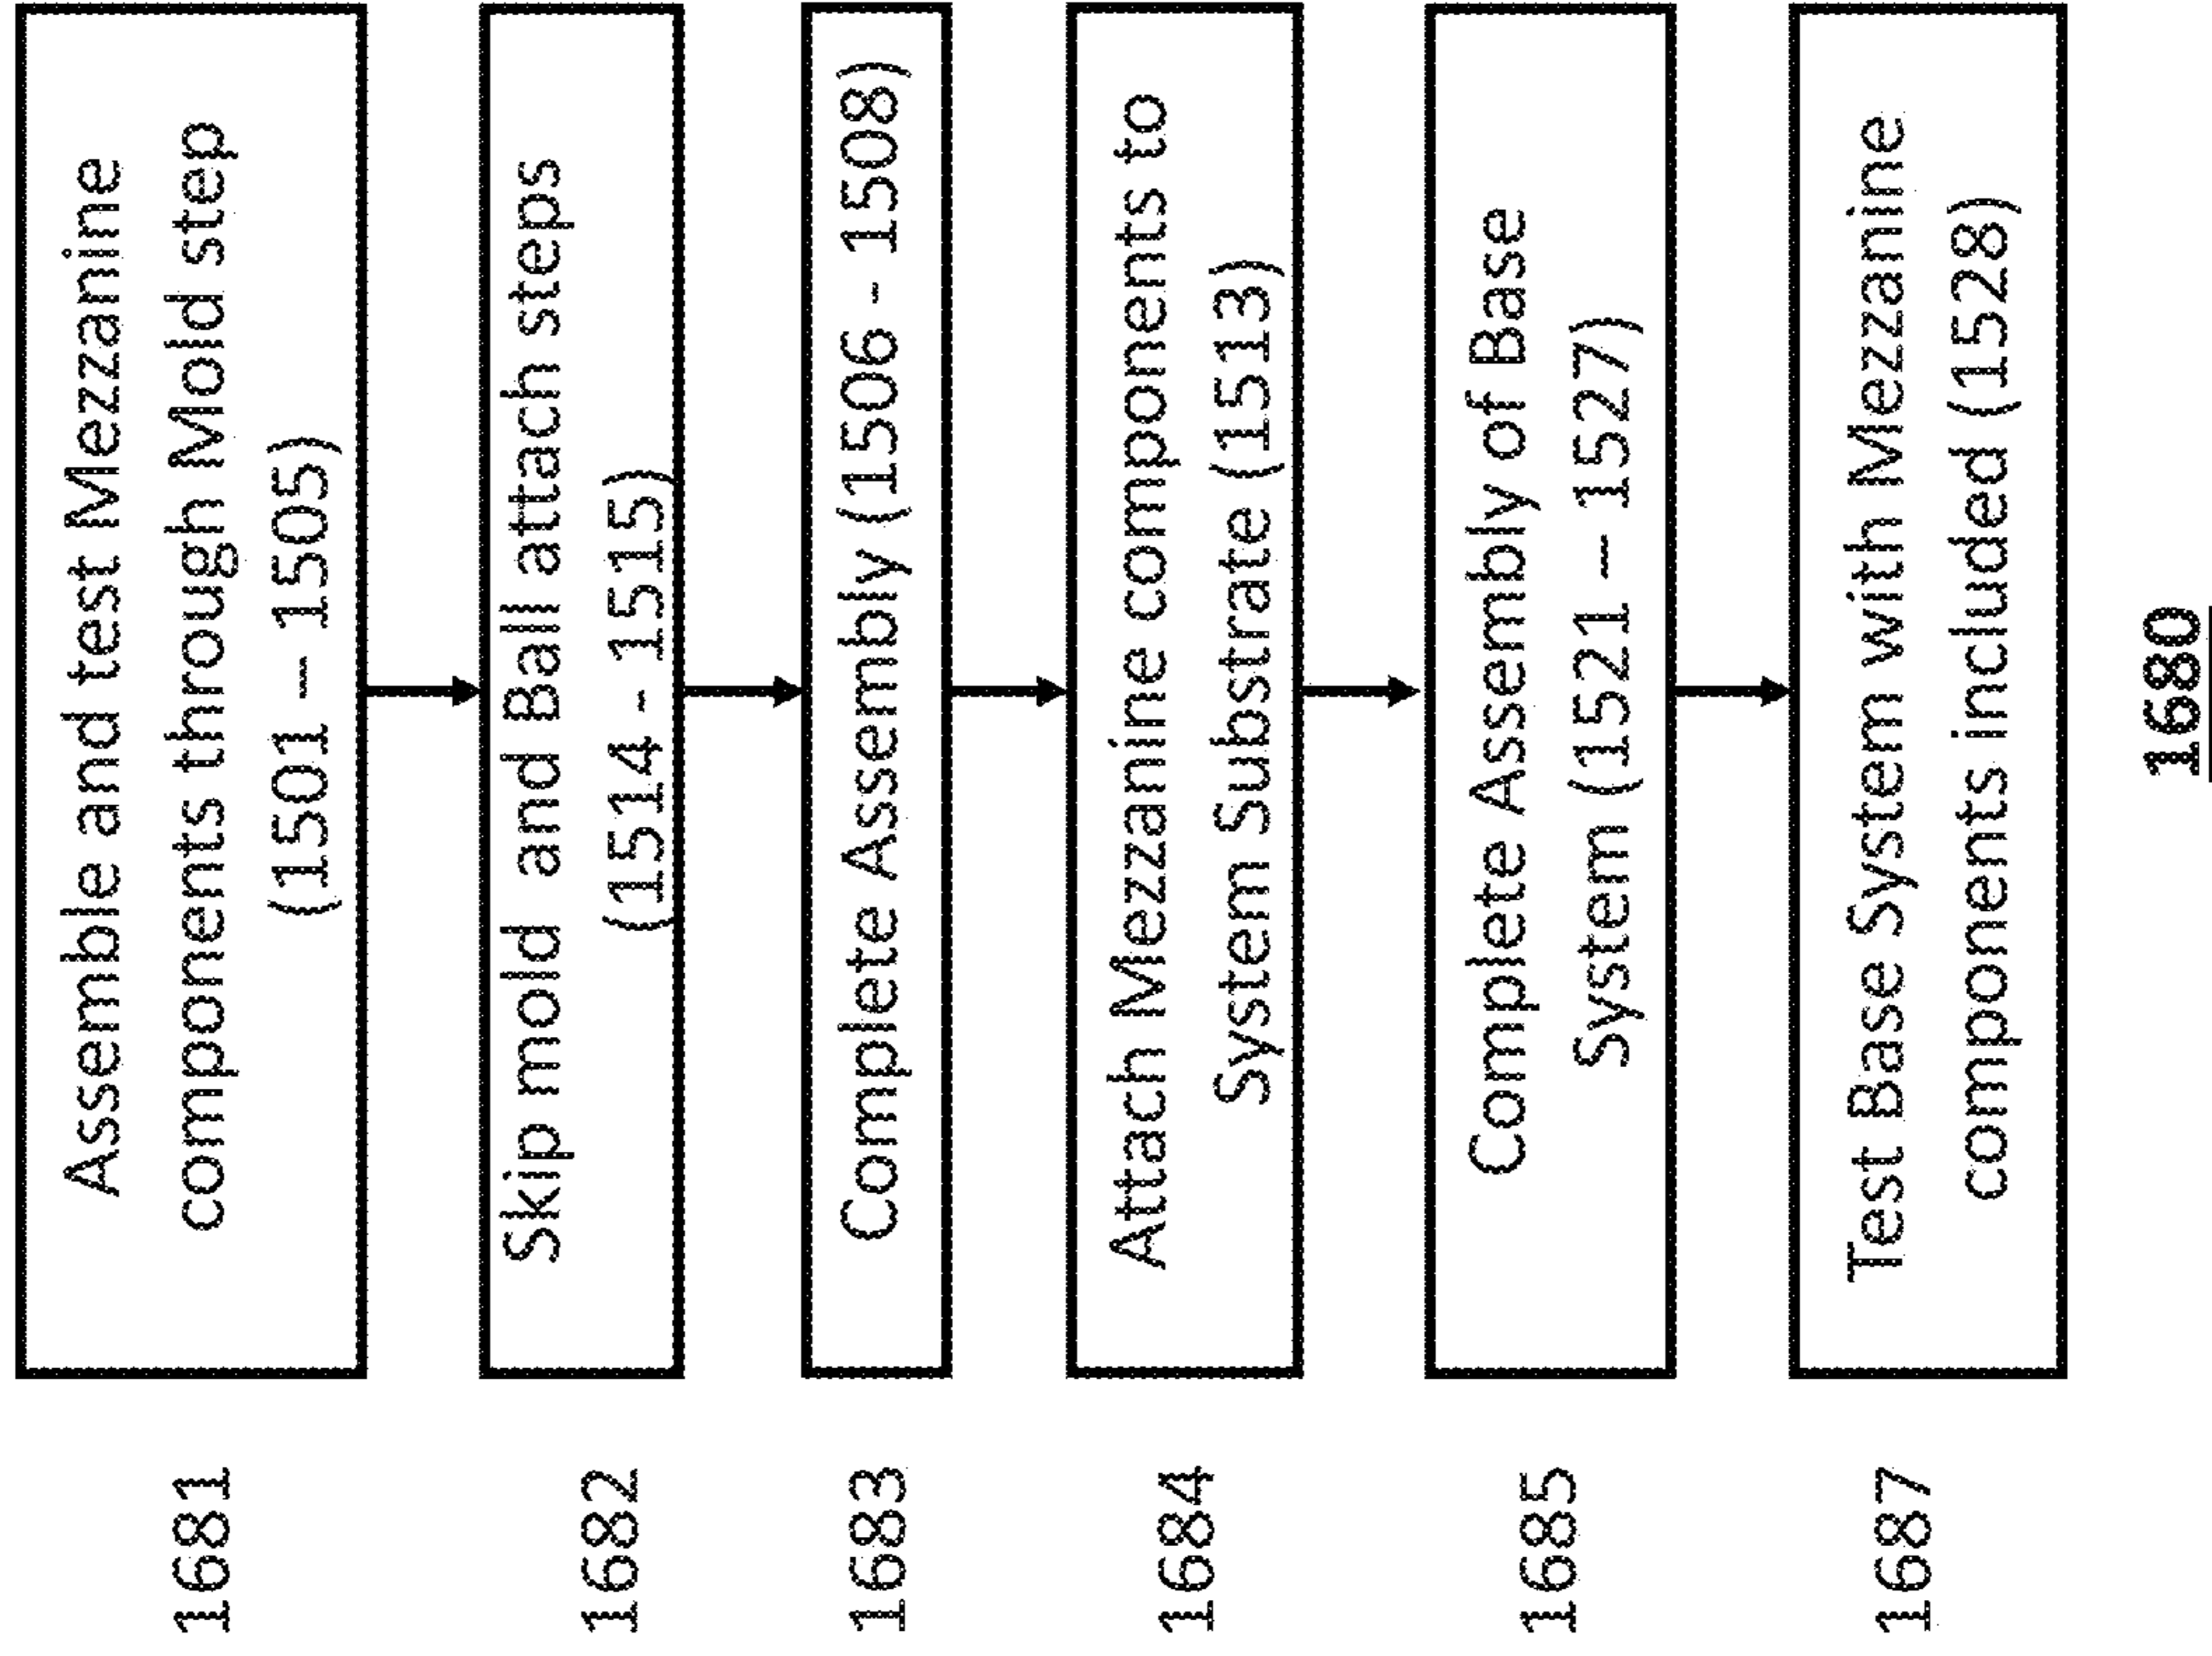 1681
Assemble and test Mezzanine
components through Mold step
(1501 – 1505)
1682
Skip mold and Ball attach steps
(1514 - 1515)
1683
Complete Assembly (1506 - 1508)
1684
Attach Mezzanine components to
System Substrate (1513)
1685
Complete Assembly of Base
System (1521 – 1527)
1687
Test Base System with Mezzanine
components included (1528)
1680